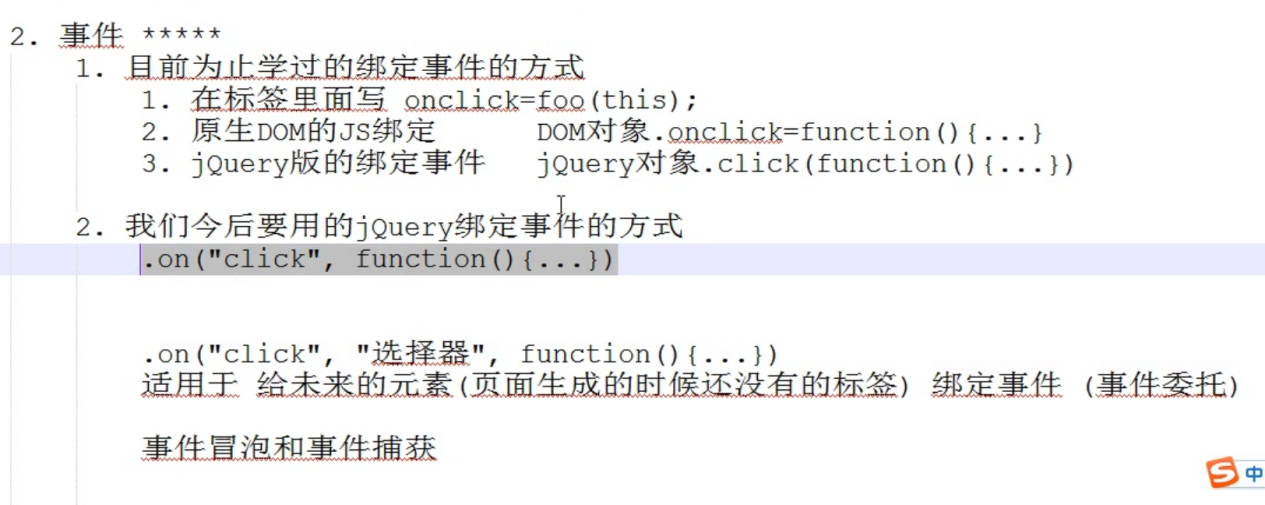 2. 事件 *****
1. 目前为止学过的绑定事件的方式
1. 在标签里面写 onclick=foo(this);
2. 原生DOM的JS绑定 DOM对象.onclick=function(){...}
3. jQuery版的绑定事件 jQuery对象.click(function(){...})
2. 我们今后要用的jQuery绑定事件的方式
.on("click", function(){...})
.on("click", "选择器", function(){...})
适用于 给未来的元素(页面生成的时候还没有的标签) 绑定事件 (事件委托)
事件冒泡和事件捕获
S 中